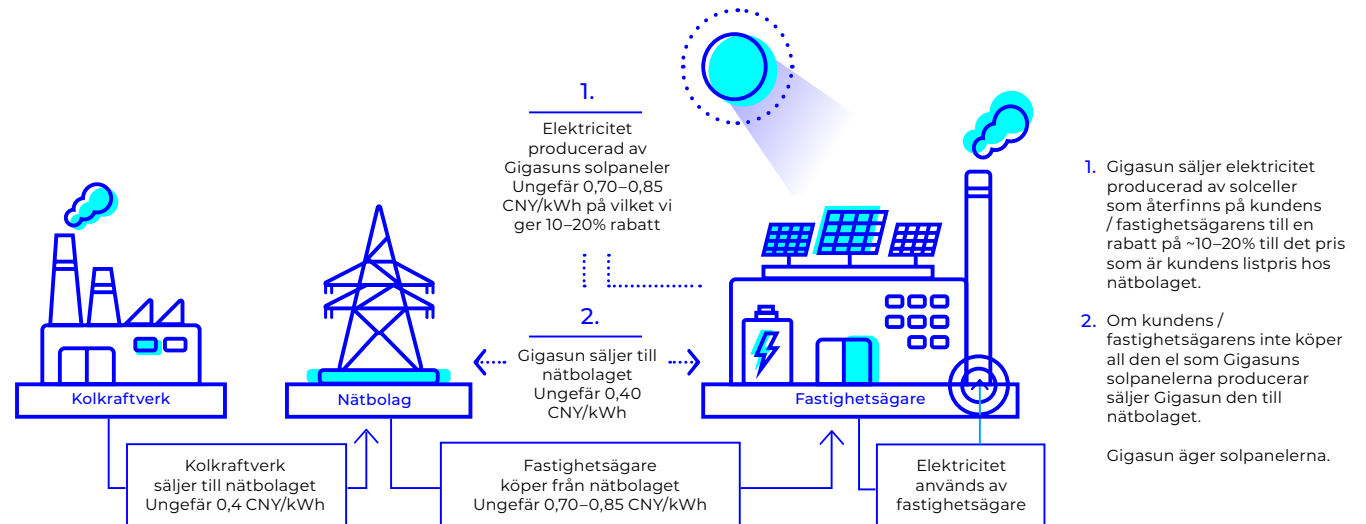 1.
Elektricitet
producerad av
Gigasuns solpaneler
Ungefär 0,70–0,85
CNY/kWh på vilket vi
ger 10–20% rabatt
2.
Gigasun säljer till
nätbolaget
Ungefär 0,40
CNY/kWh
Kolkraftverk
Nätbolag
Fastighetsägare
Kolkraftverk
säljer till nätbolaget
Ungefär 0,4 CNY/kWh
Fastighetsägare
köper från nätbolaget
Ungefär 0,70–0,85 CNY/kWh
Elektricitet
används av
fastighetsägare
1. Gigasun säljer elektricitet
producerad av solceller
som återfinns på kundens
/ fastighetsägarens till en
rabatt på ~10–20% till det pris
som är kundens listpris hos
nätbolaget.
2. Om kundens /
fastighetsägarens inte köper
all den el som Gigasuns
solpanelerna producerar
säljer Gigasun den till
nätbolaget.
Gigasun äger solpanelerna.